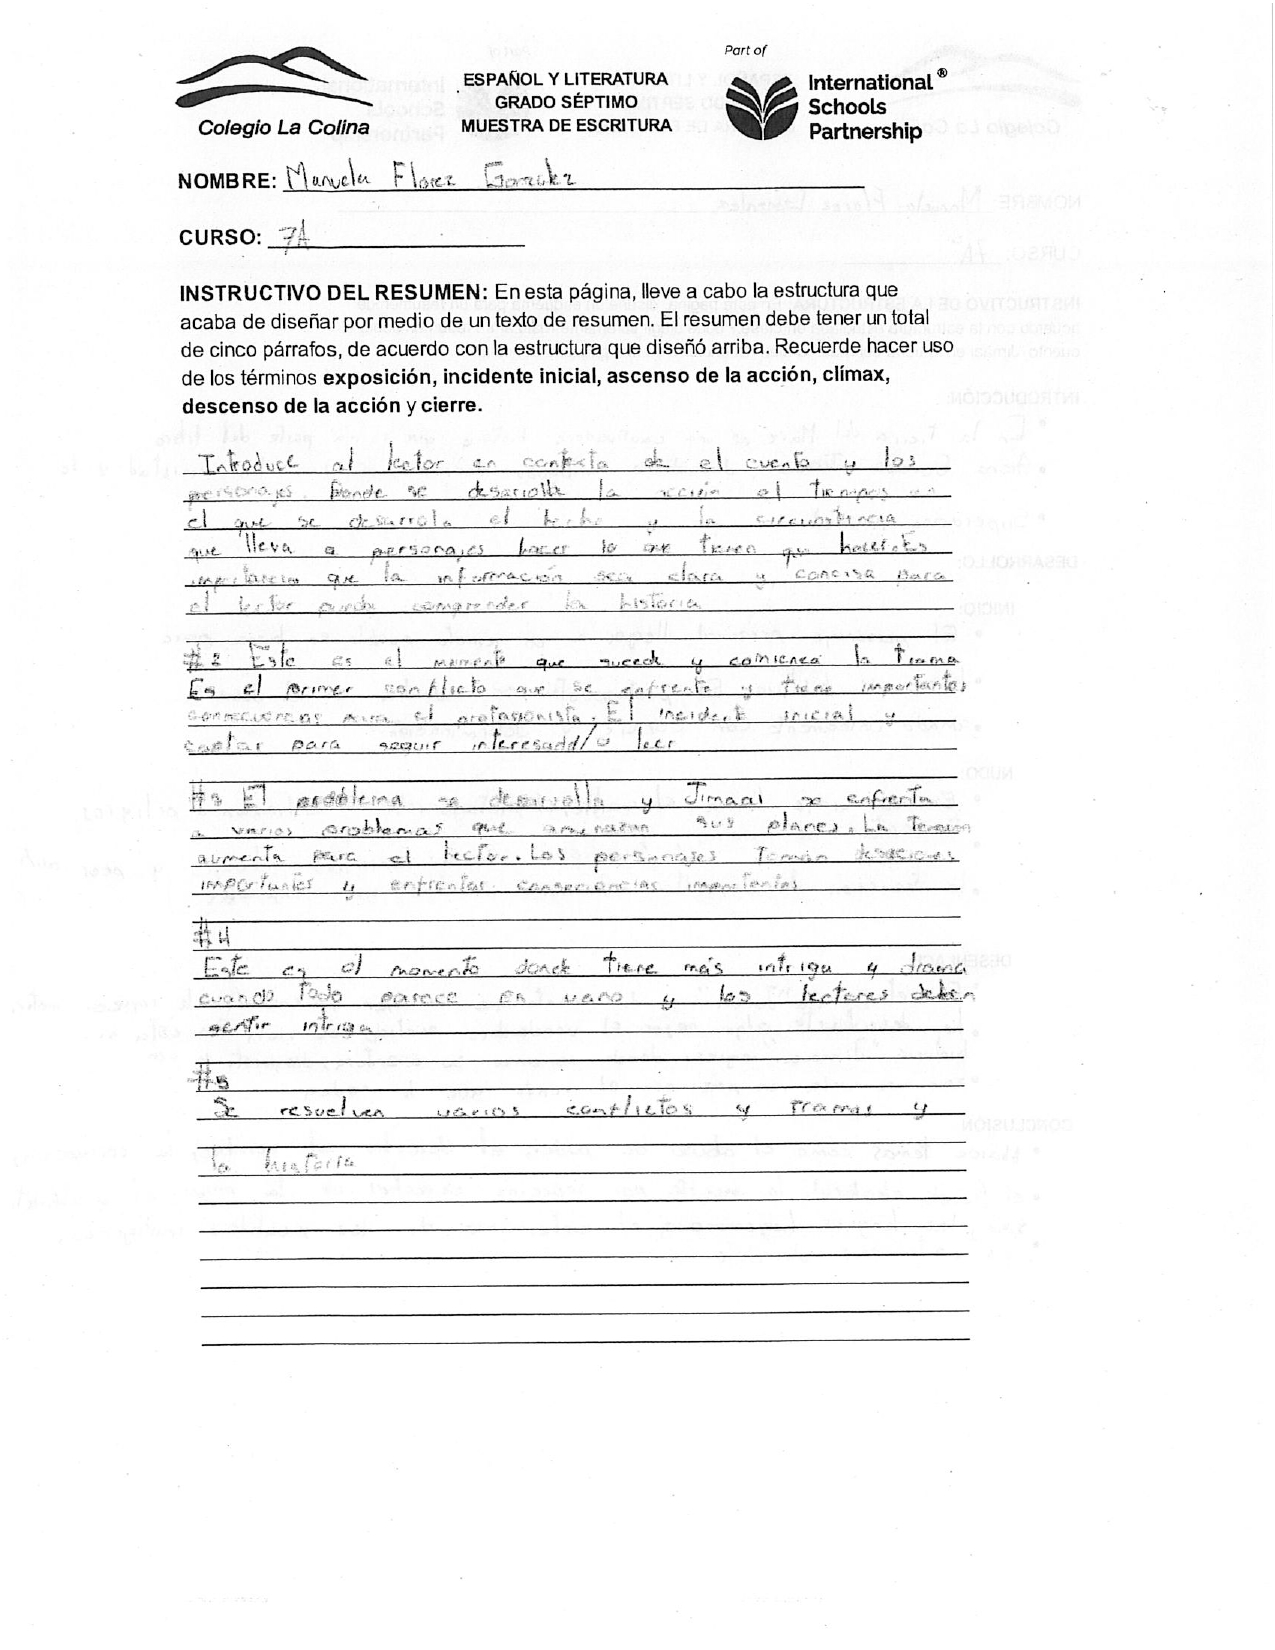 Part of
ESPAÑOL Y LITERATURA
GRADO SÉPTIMO
MUESTRA DE ESCRITURA
Colegio La Colina
International ®
Schools
Partnership
NOMBRE: Manuela Florez Gonzalez
CURSO: 7A
INSTRUCTIVO DEL RESUMEN: En esta página, lleve a cabo la estructura que
acaba de diseñar por medio de un texto de resumen. El resumen debe tener un total
de cinco párrafos, de acuerdo con la estructura que diseñó arriba. Recuerde hacer uso
de los términos exposición, incidente inicial, ascenso de la acción, clímax,
descenso de la acción y cierre.
Introduce al lector en contexto de el cuento y los
personajes. Donde se desarrolla la acción el tiempo en
el que se desarrolla el hecho y la circunstancia
que lleva a personajes hacer lo que tienen que hacer. Es
que la información sea clara y concisa para
el lector pueda comprender la historia
#2 Este es el momento que sucede y comienza la trama
Es el primer conflicto que se enfrenta y tiene importantes
consecuencias para el protagonista. El incidente inicial y
captar para seguir interesadd/o leer
#3 El problema se desarrolla y Jimaal se enfrenta
a varios problemas que amenazan sus planes. La Tension
aumenta para el lector. Los personajes toman
importantes y enfrentas importantes
#4
Este es el momento donde tiene más intriga y drama
cuando todo parece en vano y los lectores deben
sentir intriga
#5
Se resuelven varios conflictos y tramas y
la historia